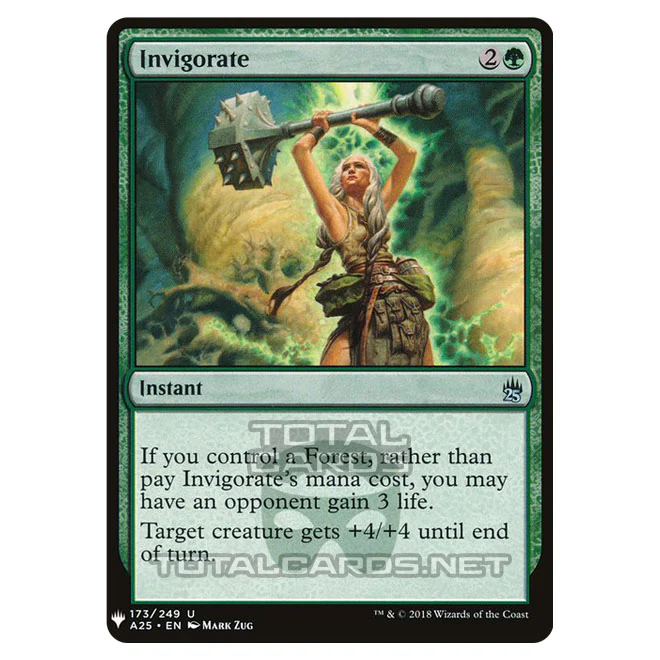 Invigorate 2
Instant
25
TOTAL
CARDS
If you control a Forest, rather than
pay Invigorate's mana cost, you may
have an opponent gain 3 life.
Target creature gets +4/+4 until end
of turn.
TOTALCARDS.NET
173/249 U
A25 • EN Mark Zug
™ & © 2018 Wizards of the Coast